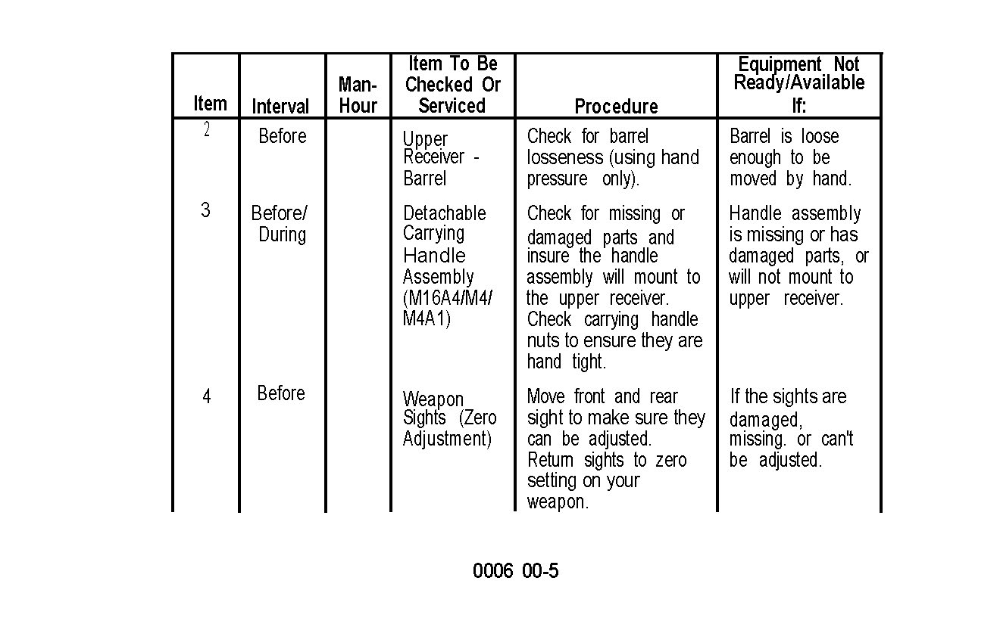 Item
Interval
Man-
Hour
Item To Be
Checked Or
Serviced
Procedure
Equipment Not
Ready/Available
If:
2
Before
Upper
Receiver -
Barrel
Check for barrel
losseness (using hand
pressure only).
Barrel is loose
enough to be
moved by hand.
3
Before/
During
Detachable
Carrying
Handle
Assembly
(M16A4/M4/
M4A1)
Check for missing or
damaged parts and
insure the handle
assembly will mount to
the upper receiver.
Check carrying handle
nuts to ensure they are
hand tight.
Handle assembly
is missing or has
damaged parts, or
will not mount to
upper receiver.
4
Before
Weapon
Sights (Zero
Adjustment)
Move front and rear
sight to make sure they
can be adjusted.
Return sights to zero
setting on your
weapon.
If the sights are
damaged,
missing. or can't
be adjusted.
0006 00-5